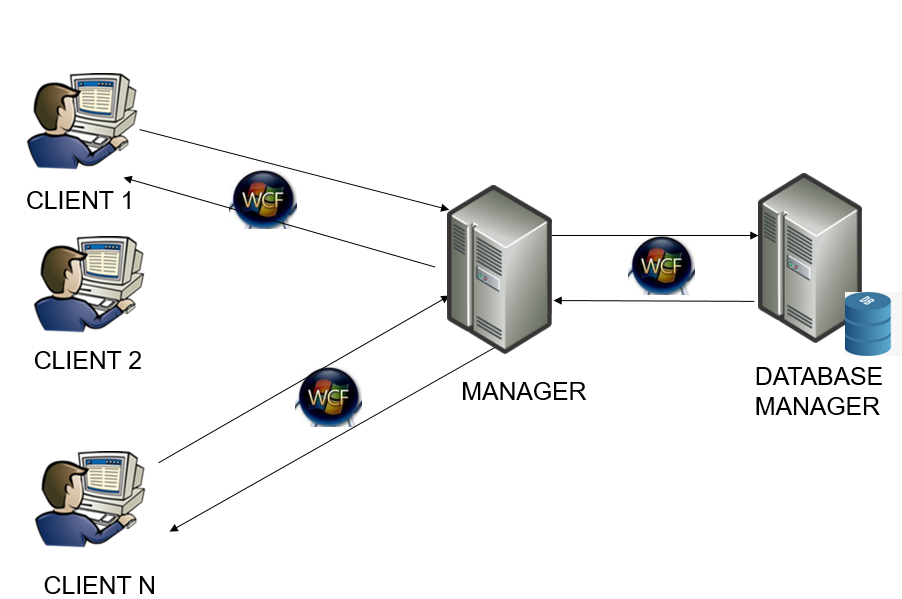 CLIENT 1
WCF
CLIENT 2
WCF
CLIENT N
MANAGER
WCF
DB
DATABASE
MANAGER